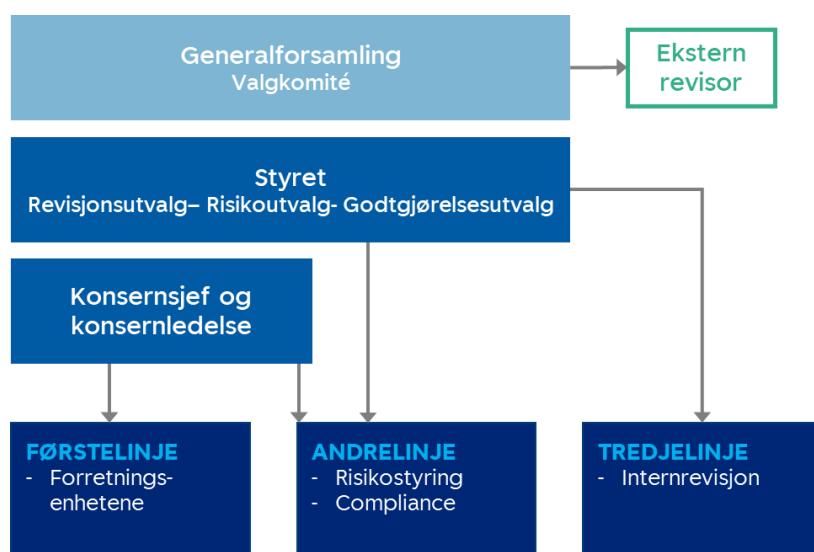 Generalforsamling
Valgkomité
Ekstern
revisor
Styret
Revisjonsutvalg– Risikoutvalg- Godtgjørelsesutvalg
Konsernsjef og
konsernledelse
FØRSTELINJE
- Forretnings-
enhetene
ANDRELINJE
- Risikostyring
- Compliance
TREDJELINJE
- Internrevisjon